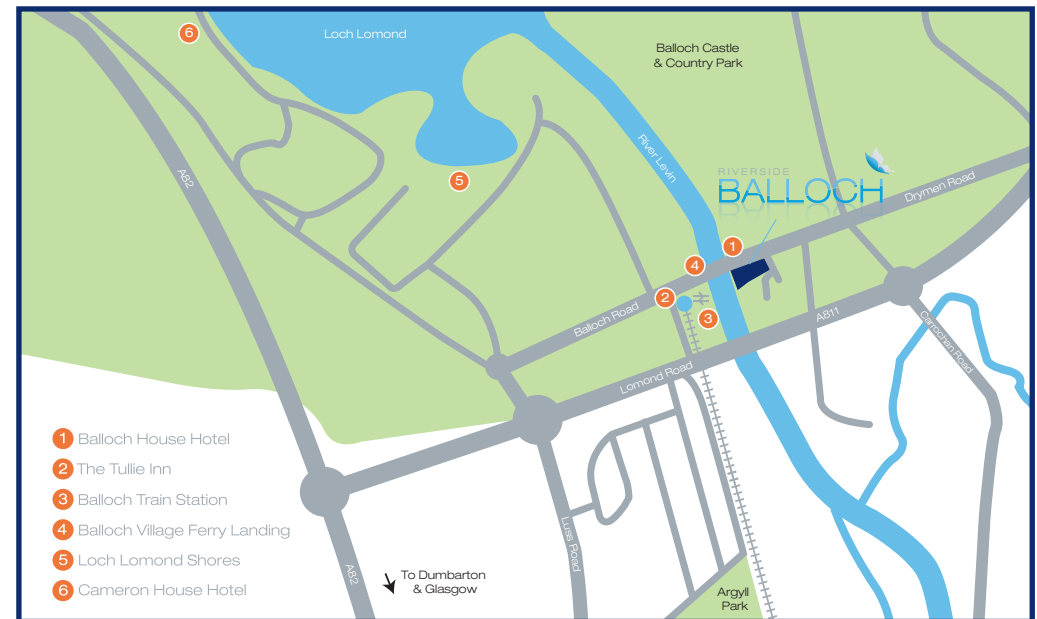 6
Loch Lomond
Balloch Castle
& Country Park
River Levin
A82
5
RIVERSIDE
BALLOCH
Drymen Road
1
4
2
3
Balloch Road
A811
Lomond Road
Carrochan Road
1 Balloch House Hotel
2 The Tullie Inn
3 Balloch Train Station
4 Balloch Village Ferry Landing
5 Loch Lomond Shores
6 Cameron House Hotel
Luss Road
A82
To Dumbarton
& Glasgow
Argyll
Park